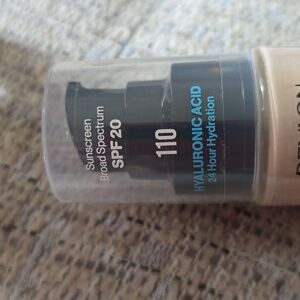 Sunscreen
Broad Spectrum
SPF 20
110
HYALURONIC ACID
24 Hour Hydration